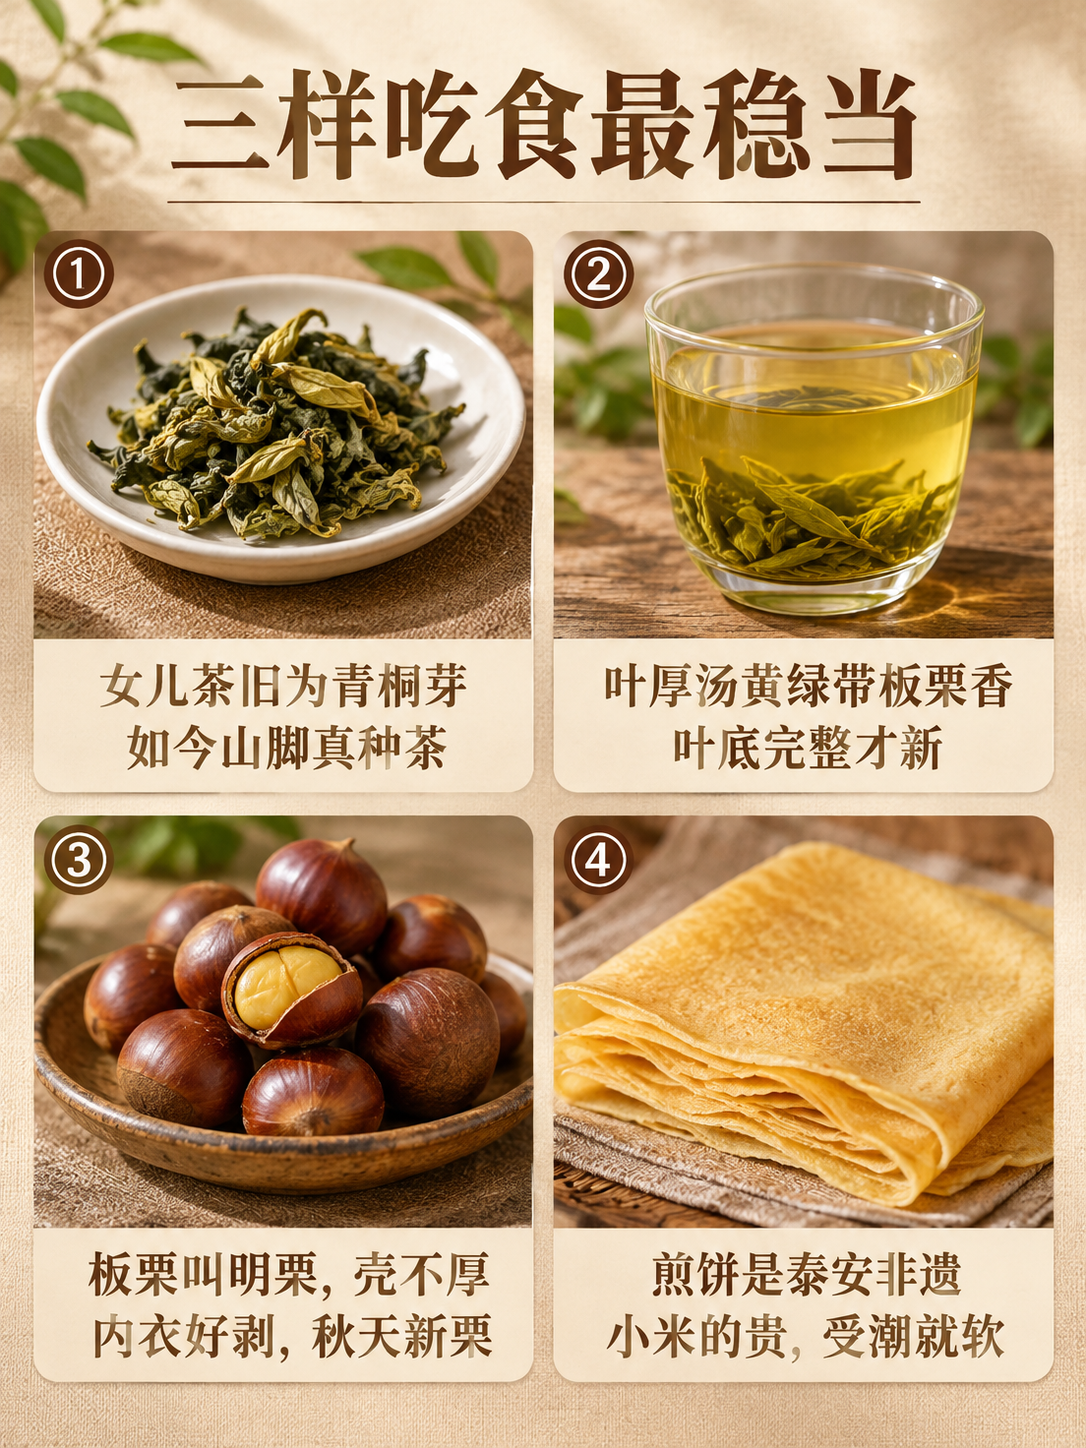 三样吃食最稳当
①
女儿茶旧为青桐芽
如今山脚真种茶
②
叶厚汤黄绿带板栗香
叶底完整才新
③
板栗叫明栗，壳不厚
内衣好剥，秋天新栗
④
煎饼是泰安非遗
小米的贵，受潮就软